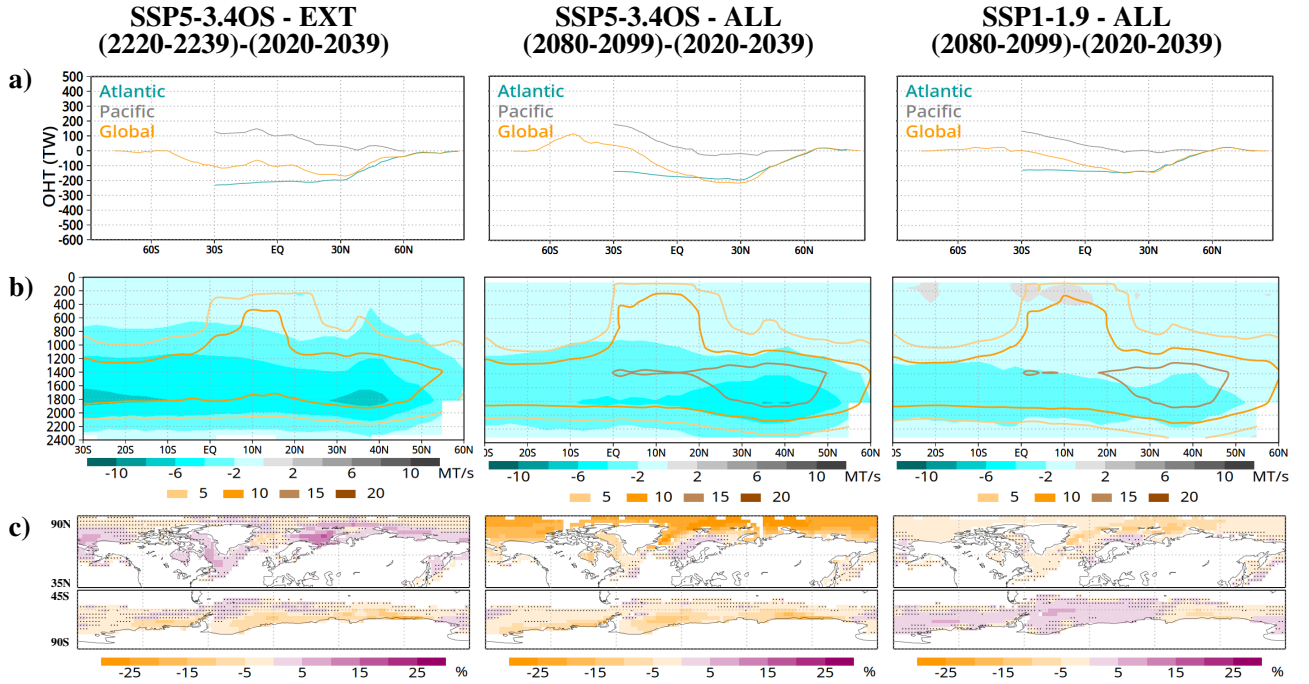 SSP5-3.4OS - EXT
(2220-2239)-(2020-2039)
SSP5-3.4OS - ALL
(2080-2099)-(2020-2039)
SSP1-1.9 - ALL
(2080-2099)-(2020-2039)
a)
OHT (TW)
500
400
300
200
100
0
-100
-200
-300
-400
-500
-600
Atlantic
Pacific
Global
60S 30S EQ 30N 60N
Atlantic
Pacific
Global
60S 30S EQ 30N 60N
Atlantic
Pacific
Global
60S 30S EQ 30N 60N
b)
0
200
400
600
800
1000
1200
1400
1600
1800
2000
2200
2400
30S 20S 10S EQ 10N 20N 30N 40N 50N 60N
-10 -6 -2 2 6 10 MT/s
5 10 15 20
0S 20S 10S EQ 10N 20N 30N 40N 50N 60N
-10 -6 -2 2 6 10 MT/s
5 10 15 20
0S 20S 10S EQ 10N 20N 30N 40N 50N 60N
-10 -6 -2 2 6 10 MT/s
5 10 15 20
c)
90N
35N
45S
90S
-25 -15 -5 5 15 25 %
-25 -15 -5 5 15 25 %
-25 -15 -5 5 15 25 %